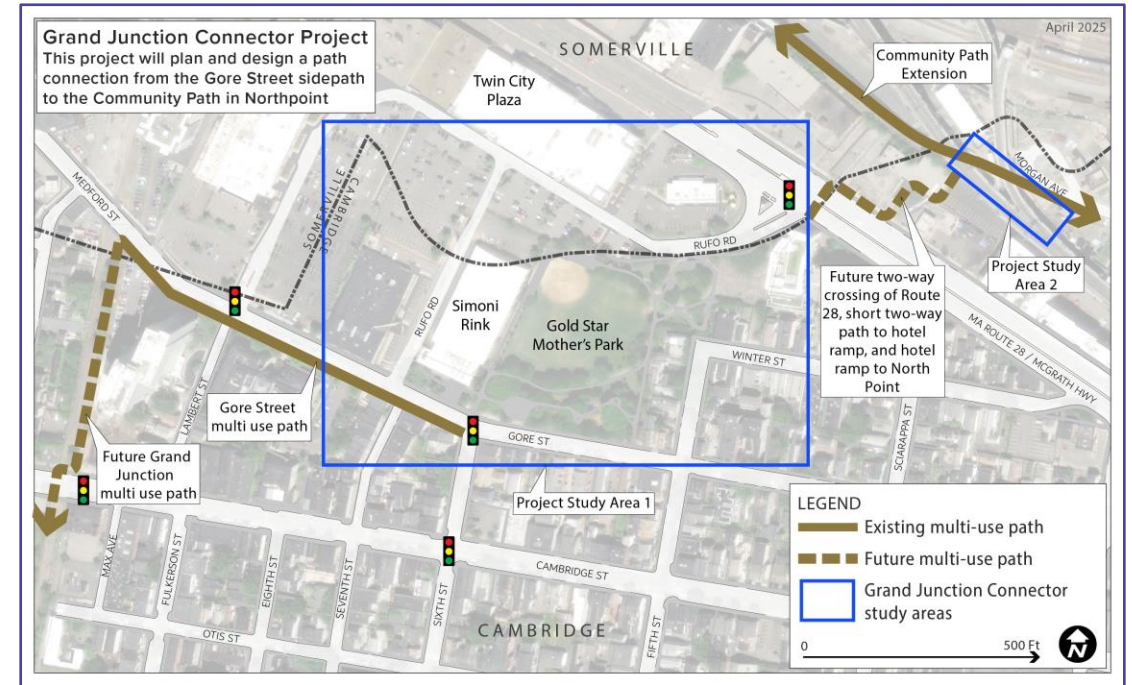 Grand Junction Connector Project
This project will plan and design a path
connection from the Gore Street sidepath
to the Community Path in Northpoint
April 2025
SOMERVILLE
Twin City
Plaza
Community Path
Extension
MORGAN AVE
MEDFORD ST
SOMERVILLE
CAMBRIDGE
RUFO RD
Project Study
Area 2
Future two-way
crossing of Route
28, short two-way
path to hotel
ramp, and hotel
ramp to North
Point
MA ROUTE 28 / MCGRATH HWY
Simoni
Rink
RUFO RD
Gold Star
Mother's Park
WINTER ST
SCIARAPPA ST
LAMBERT ST
Gore Street
multi use path
GORE ST
Future Grand
Junction
multi use path
Project Study Area 1
MAX AVE
FULKERSON ST
EIGHTH ST
SEVENTH ST
SIXTH ST
CAMBRIDGE ST
FIFTH ST
OTIS ST
CAMBRIDGE
LEGEND
Existing multi-use path
Future multi-use path
Grand Junction Connector
study areas
0 500 Ft
N